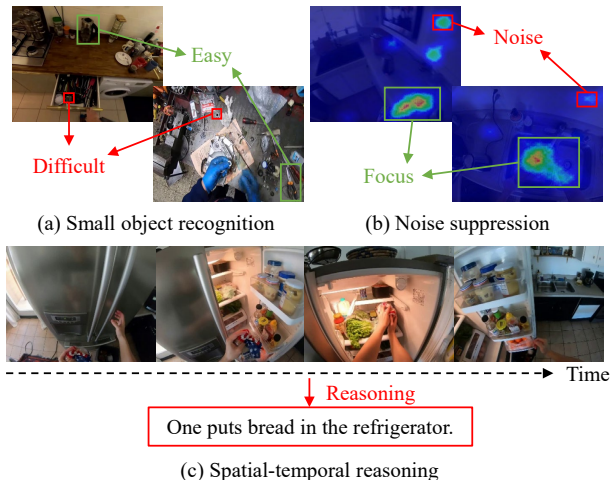 Easy
Difficult
Noise
Focus
(a) Small object recognition
(b) Noise suppression
Time
Reasoning
One puts bread in the refrigerator.
(c) Spatial-temporal reasoning